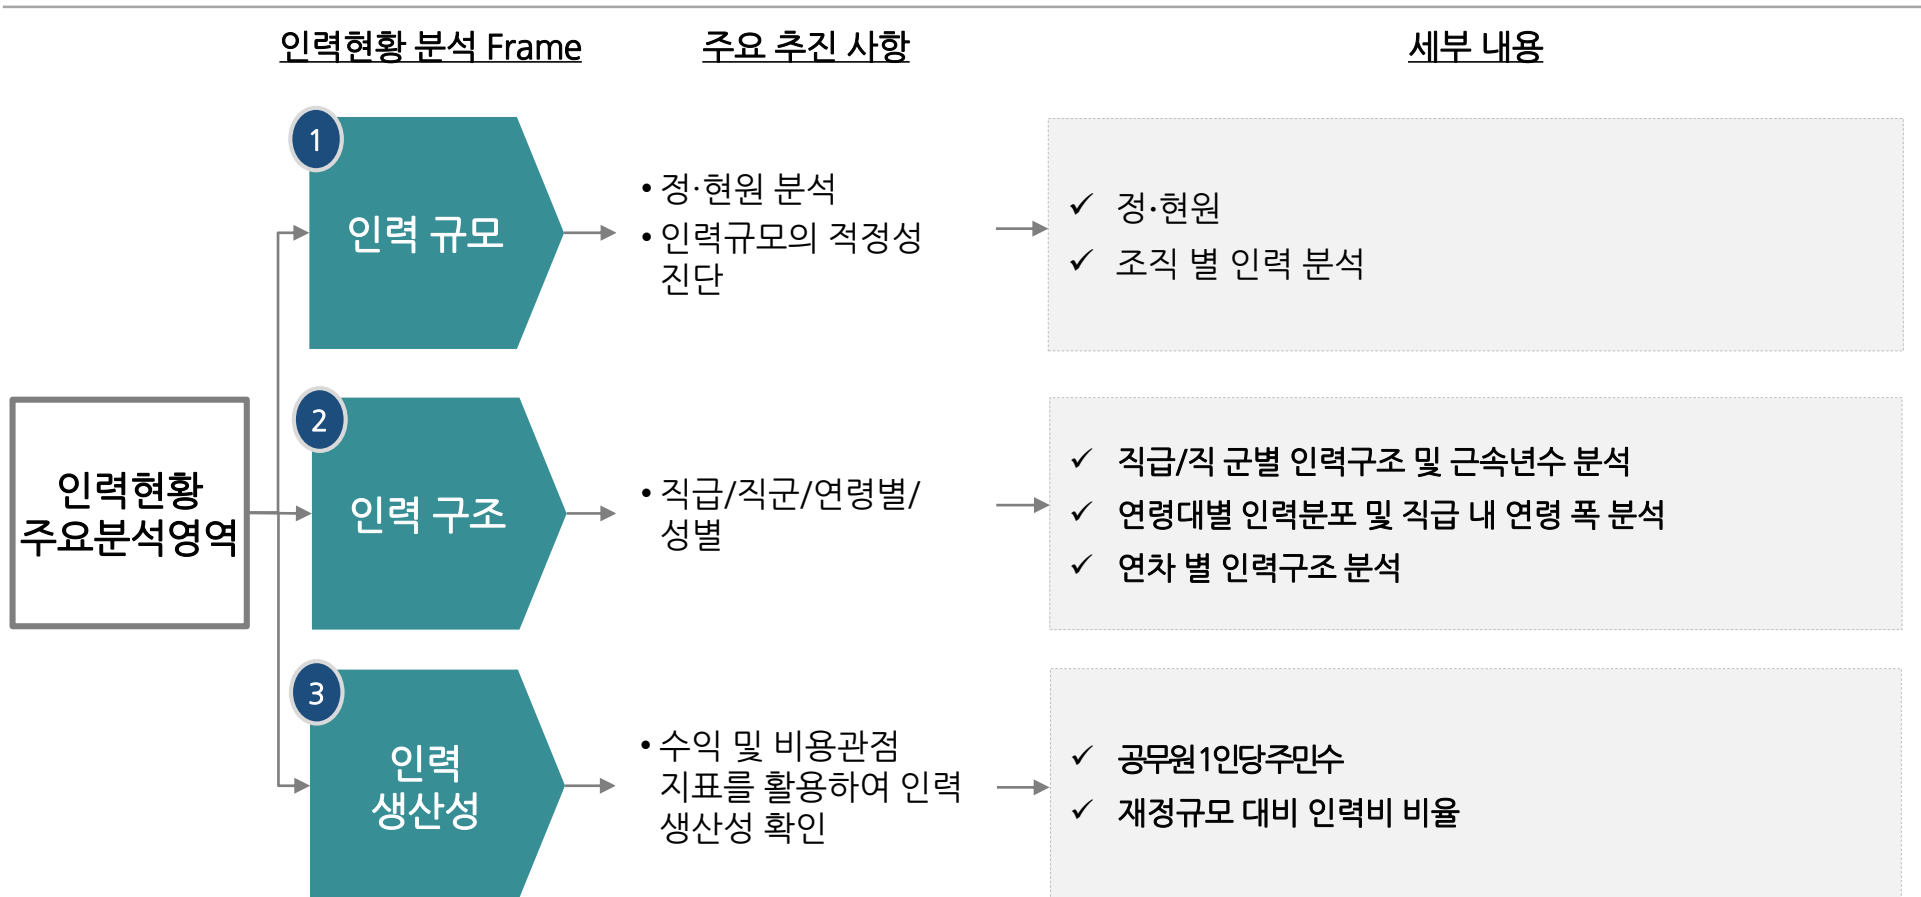 인력현황 분석 Frame
주요 추진 사항
세부 내용
인력현황
주요분석영역
1
인력 규모
• 정·현원 분석
• 인력규모의 적정성
진단
✓ 정·현원
✓ 조직 별 인력 분석
2
인력 구조
• 직급/직군/연령별/
성별
✓ 직급/직 군별 인력구조 및 근속년수 분석
✓ 연령대별 인력분포 및 직급 내 연령 폭 분석
✓ 연차 별 인력구조 분석
3
인력
생산성
• 수익 및 비용관점
지표를 활용하여 인력
생산성 확인
✓ 공무원1인당주민수
✓ 재정규모 대비 인력비 비율